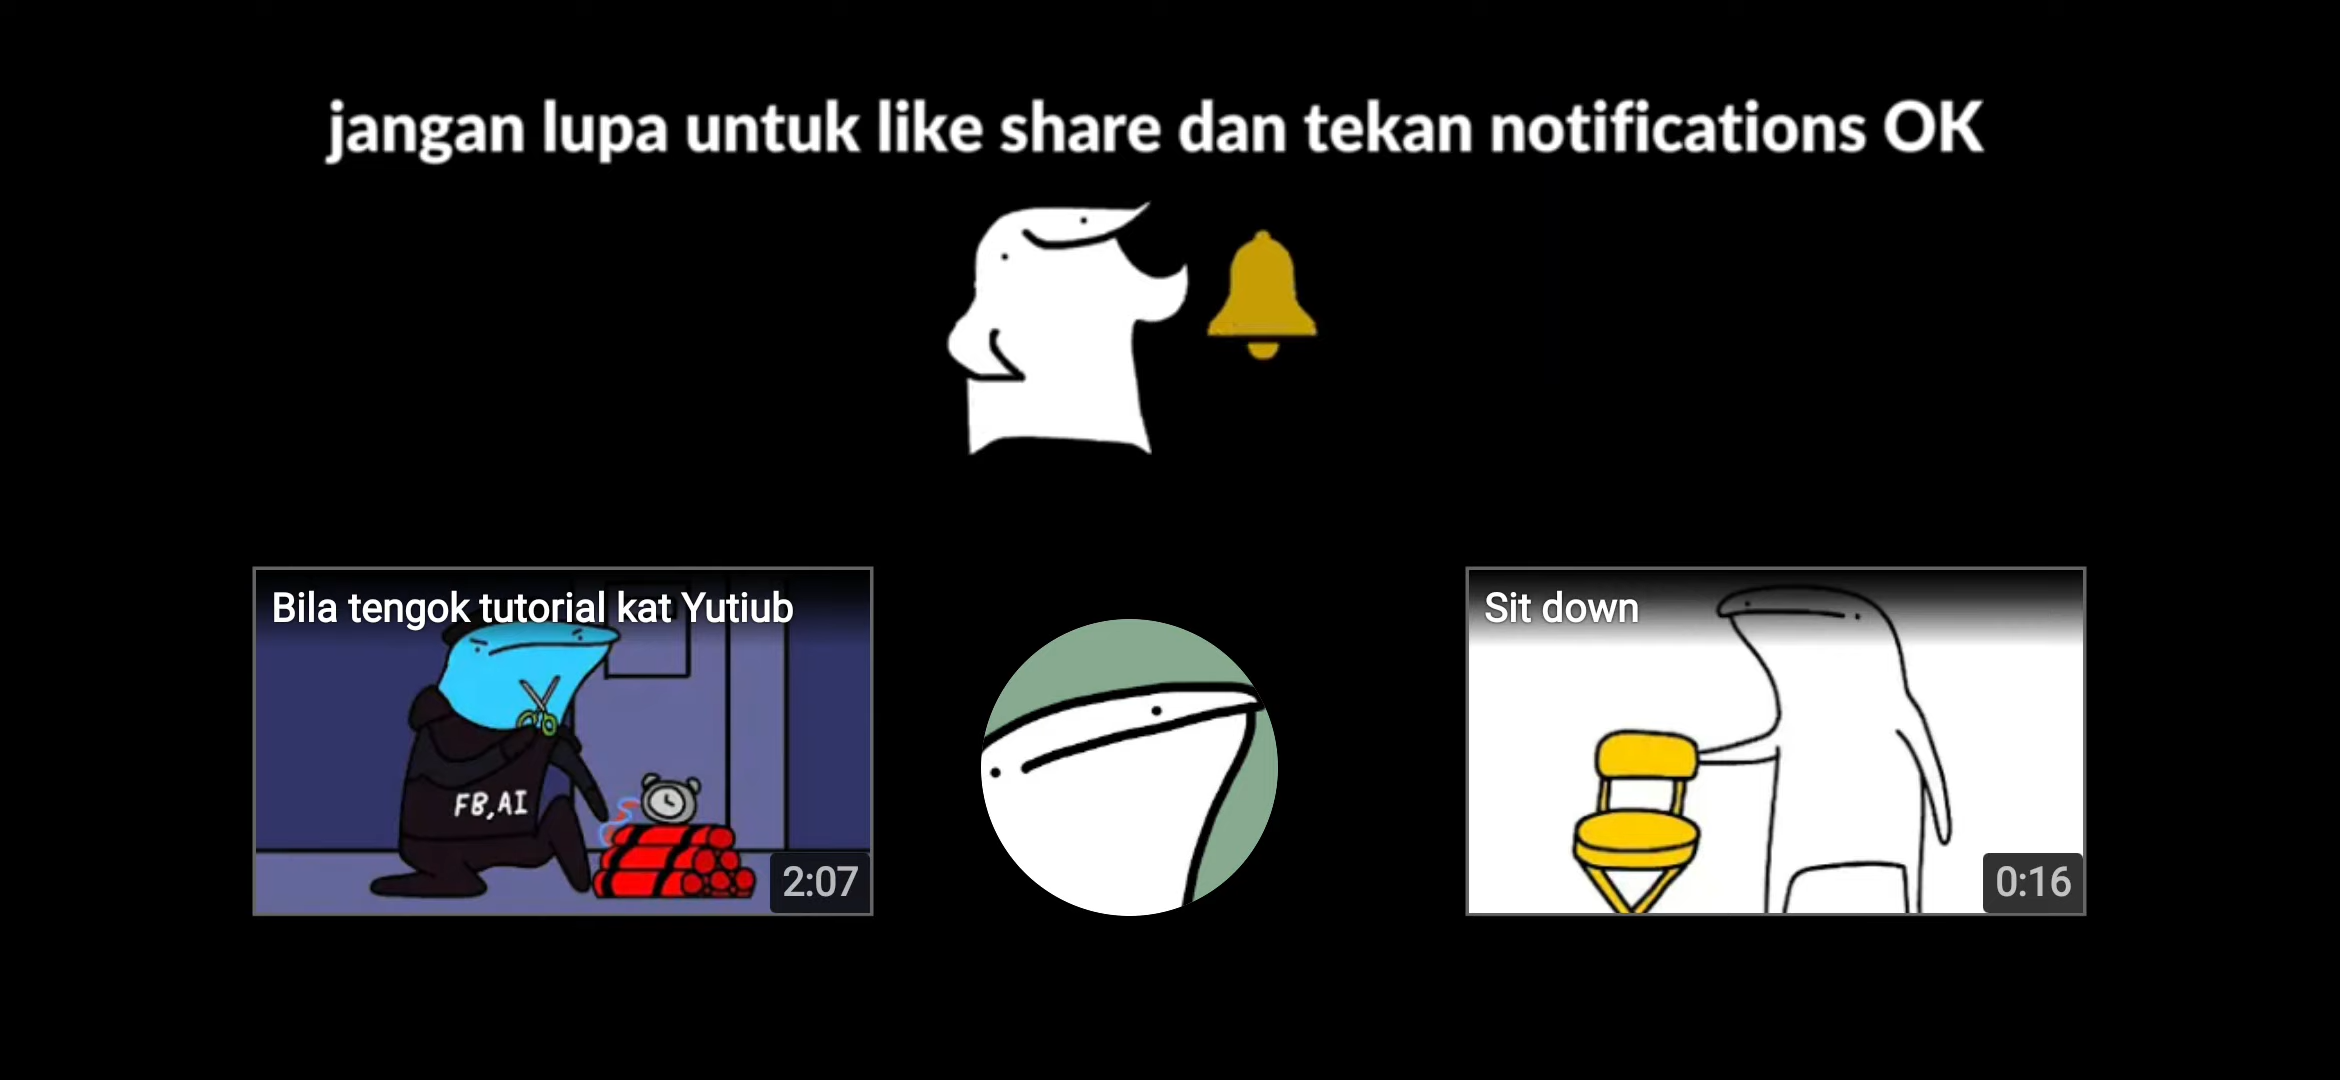 jangan lupa untuk like share dan tekan notifications OK
Bila tengok tutorial kat Yutiub
FB,AI
2:07
Sit down
0:16